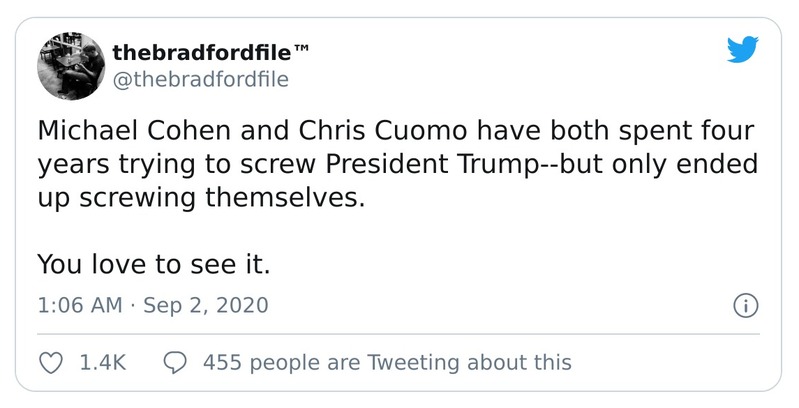 thebradfordfile™
@thebradfordfile
Michael Cohen and Chris Cuomo have both spent four
years trying to screw President Trump--but only ended
up screwing themselves.
You love to see it.
1:06 AM · Sep 2, 2020
1.4K 455 people are Tweeting about this